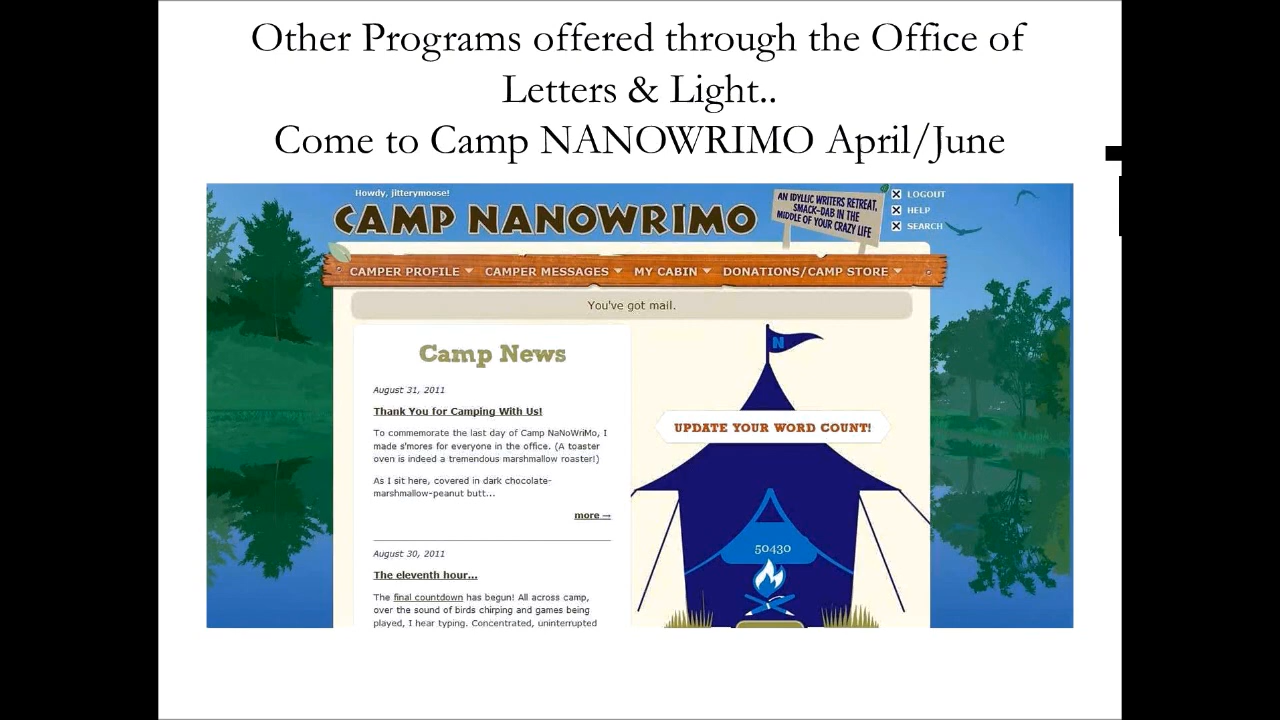 Other Programs offered through the Office of
Letters & Light..
Come to Camp NANOWRIMO April/June
Howdy, jitterymoose!
CAMP NANOWRIMO
AN IDYLLIC WRITERS RETREAT,
SMACK-DAB IN THE
MIDDLE OF YOUR CRAZY LIFE
LOGOUT
HELP
SEARCH
CAMPER PROFILE CAMPER MESSAGES MY CABIN DONATIONS/CAMP STORE
You've got mail.
Camp News
August 31, 2011
Thank You for Camping With Us!
To commemorate the last day of Camp NaNoWriMo, I
made s'mores for everyone in the office. (A toaster
oven is indeed a tremendous marshmallow roaster!)
As I sit here, covered in dark chocolate-
marshmallow-peanut butt...
more →
August 30, 2011
The eleventh hour...
The final countdown has begun! All across camp,
over the sound of birds chirping and games being
played, I hear typing. Concentrated, uninterrupted
N
UPDATE YOUR WORD COUNT!
50430